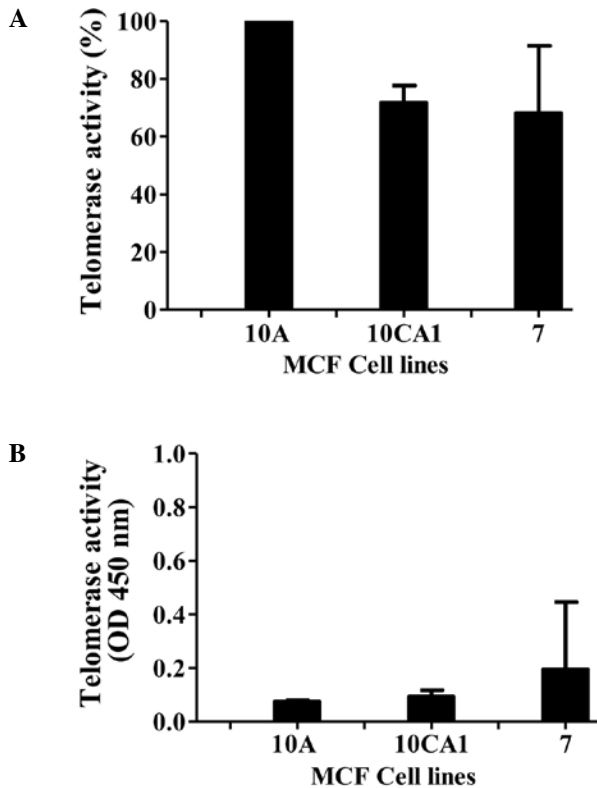 A
Telomerase activity (%)
100
80
60
40
20
0
10A 10CA1 7
MCF Cell lines
B
Telomerase activity
(OD 450 nm)
1.0
0.8
0.6
0.4
0.2
0.0
10A 10CA1 7
MCF Cell lines